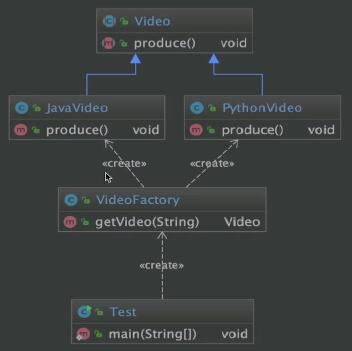 Video
produce() void
JavaVideo
produce() void
PythonVideo
produce() void
«create»
«create»
VideoFactory
getVideo(String) Video
«create»
Test
main(String[]) void